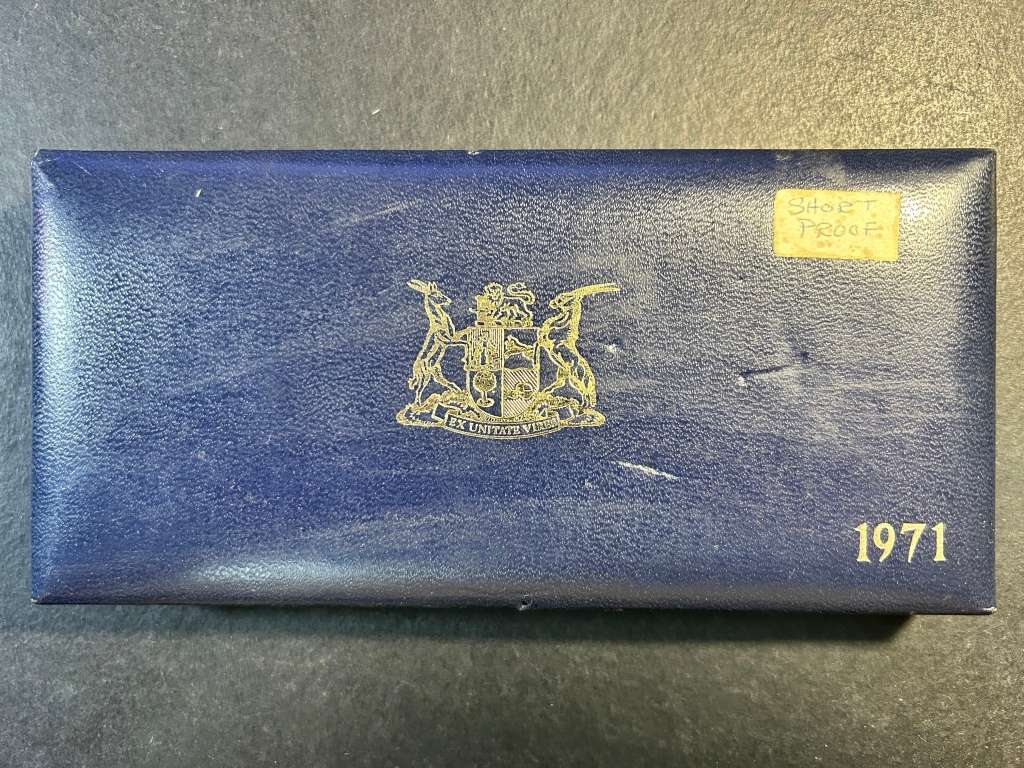 SHORT
PROOF
EX UNITATE VIRES
1971